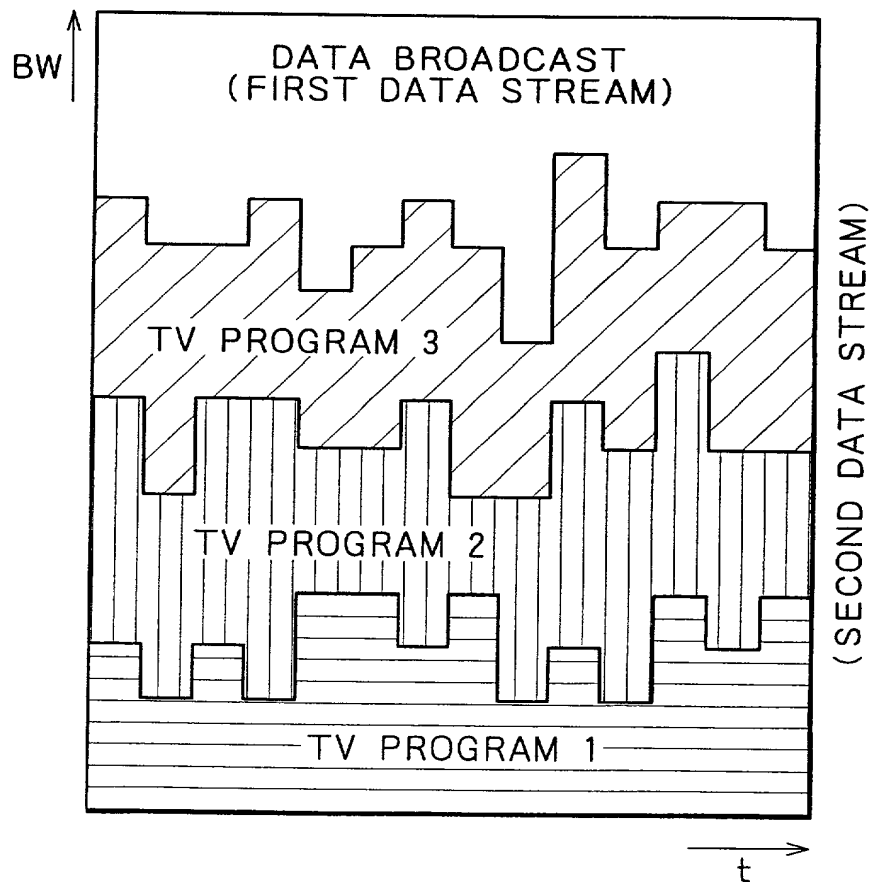 BW
DATA BROADCAST
(FIRST DATA STREAM)
TV PROGRAM 3
TV PROGRAM 2
TV PROGRAM 1
(SECOND DATA STREAM)
t